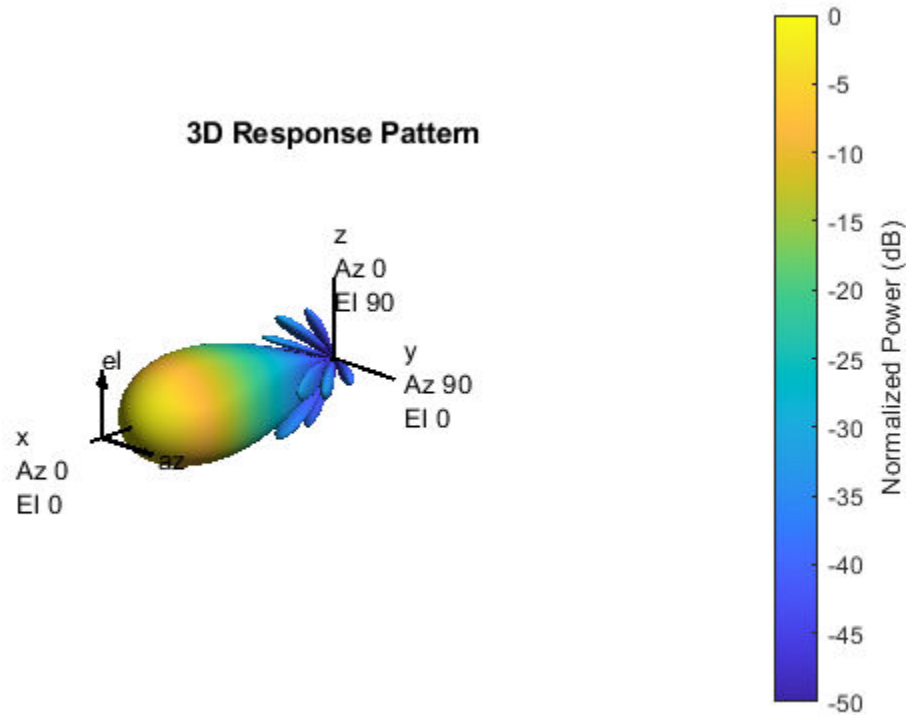 3D Response Pattern
z
Az 0
El 90
y
Az 90
El 0
el
az
x
Az 0
El 0
0
-5
-10
-15
-20
-25
-30
-35
-40
-45
-50
Normalized Power (dB)